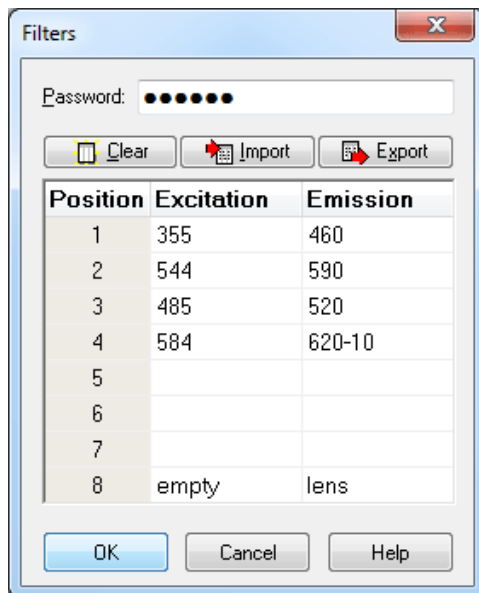 Filters
Password: ●●●●●●
Clear Import Export
Position Excitation Emission
1 355 460
2 544 590
3 485 520
4 584 620-10
5
6
7
8 empty lens
OK Cancel Help